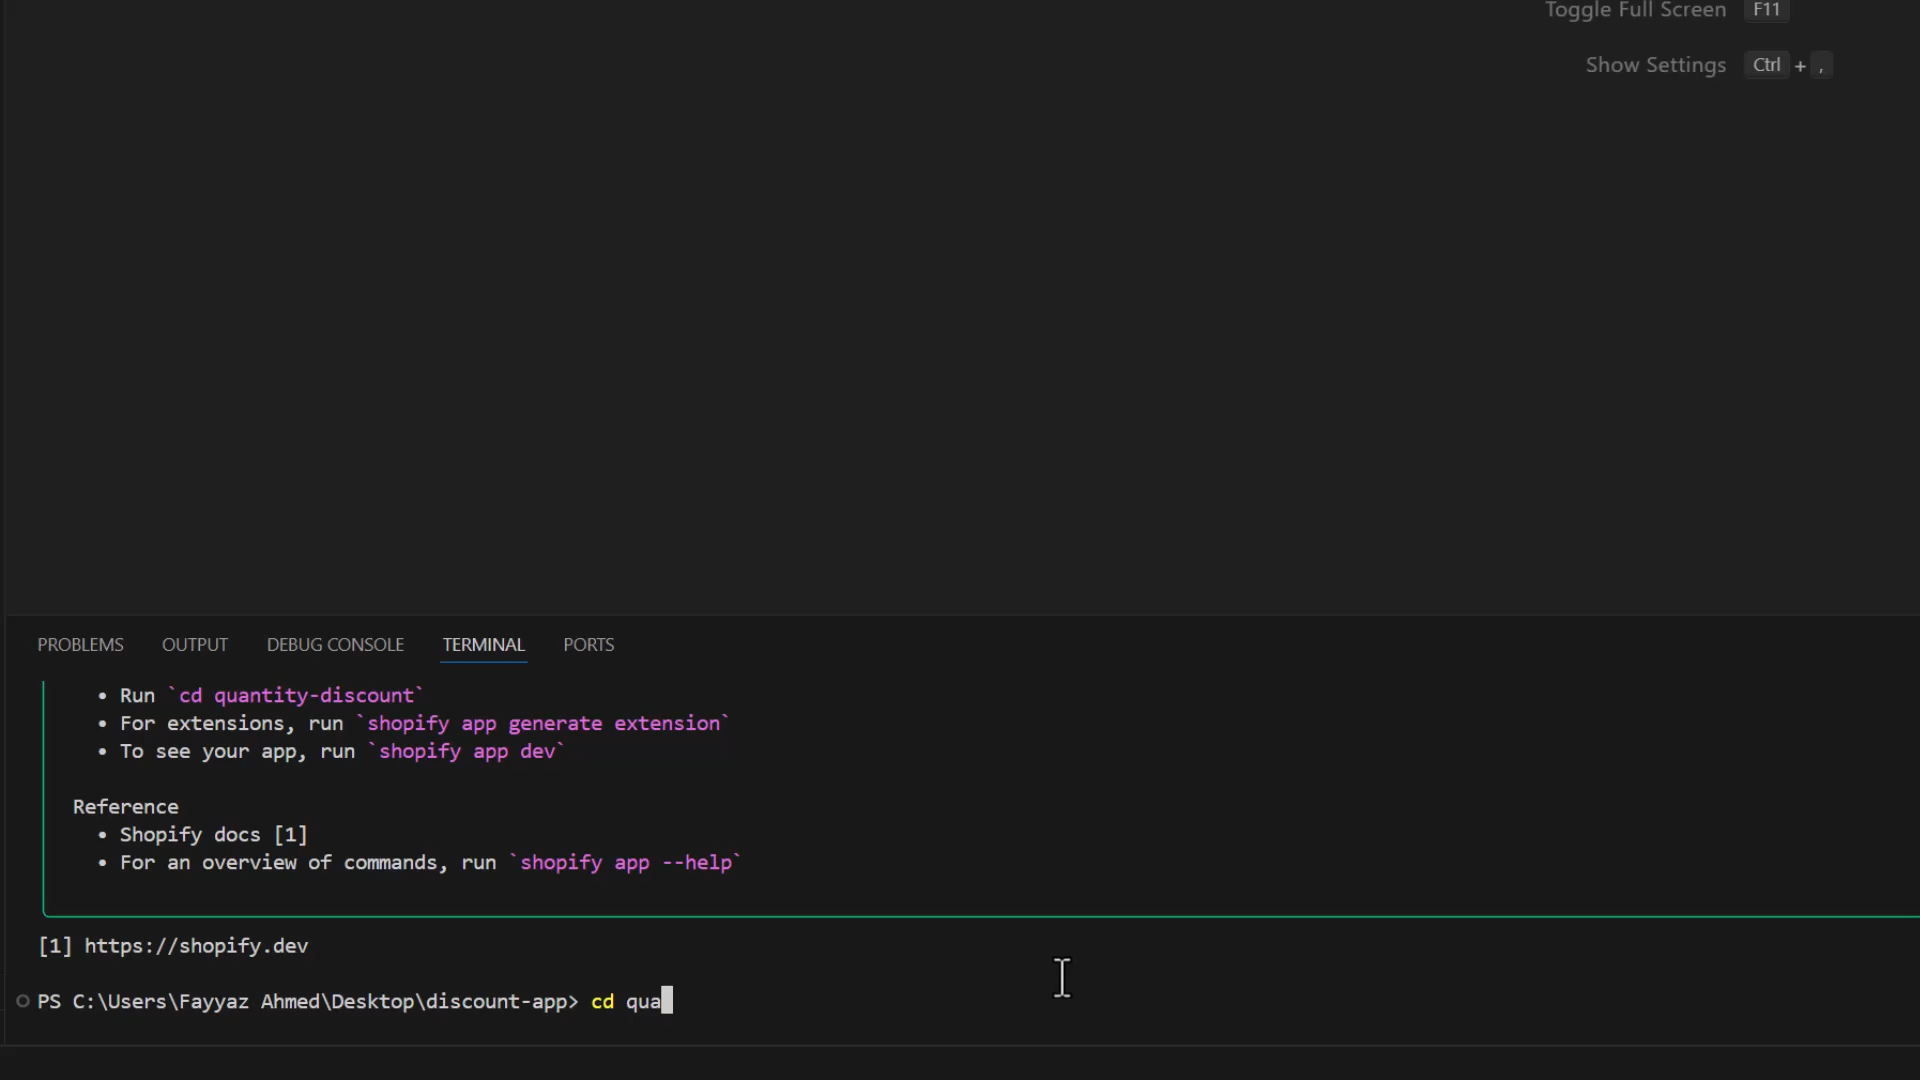 Toggle Full Screen F11
Show Settings Ctrl + ,
PROBLEMS OUTPUT DEBUG CONSOLE TERMINAL PORTS
• Run `cd quantity-discount`
• For extensions, run `shopify app generate extension`
• To see your app, run `shopify app dev`
Reference
• Shopify docs [1]
• For an overview of commands, run `shopify app --help`
[1] https://shopify.dev
PS C:\Users\Fayyaz Ahmed\Desktop\discount-app> cd qua